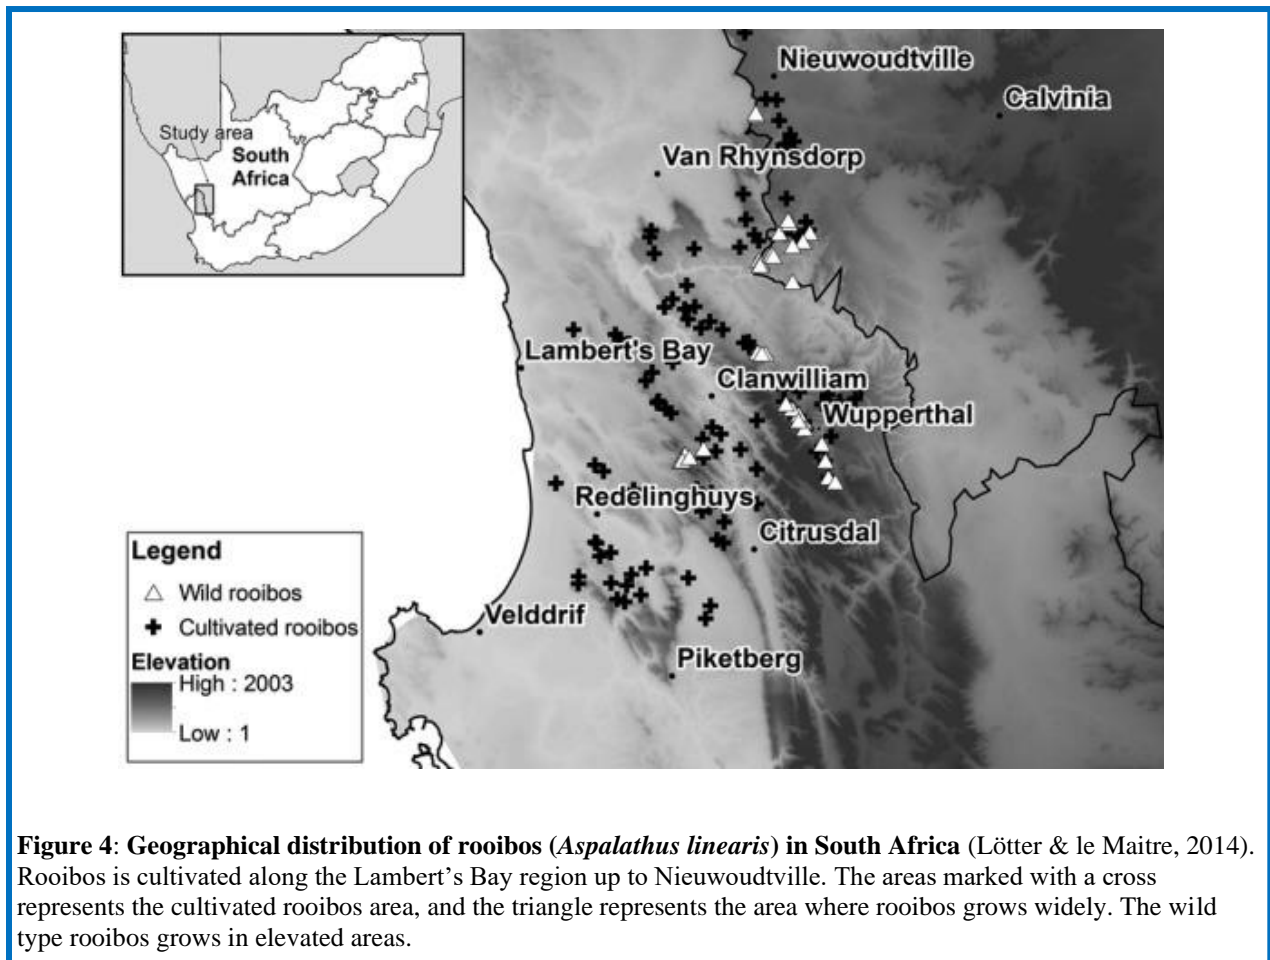 Nieuwoudtville
Calvinia
Study area
South
Africa
Van Rhynsdorp
Lambert's Bay
Clanwilliam
Wupperthal
Redelinghuys
Citrusdal
Legend
Wild rooibos
Cultivated rooibos
Elevation
High : 2003
Low : 1
Velddrif
Piketberg
Figure 4: Geographical distribution of rooibos (Aspalathus linearis) in South Africa (Lötter & le Maitre, 2014).
Rooibos is cultivated along the Lambert’s Bay region up to Nieuwoudtville. The areas marked with a cross
represents the cultivated rooibos area, and the triangle represents the area where rooibos grows widely. The wild
type rooibos grows in elevated areas.